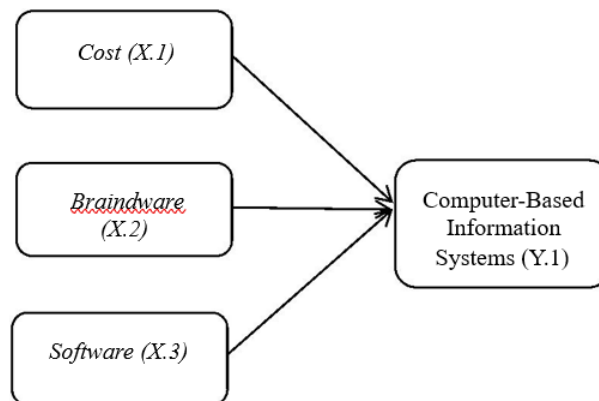 Cost (X.1)
Braindware
(X.2)
Software (X.3)
Computer-Based
Information
Systems (Y.1)